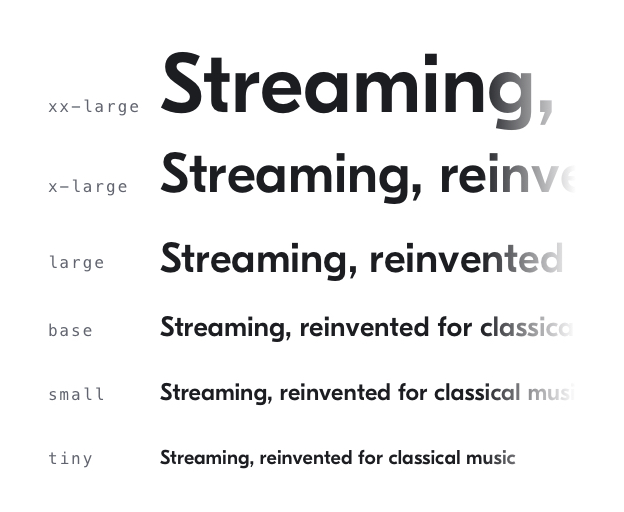 xx-large Streaming,
x-large Streaming, reinve
large Streaming, reinvented
base Streaming, reinvented for classica
small Streaming, reinvented for classical musi
tiny Streaming, reinvented for classical music